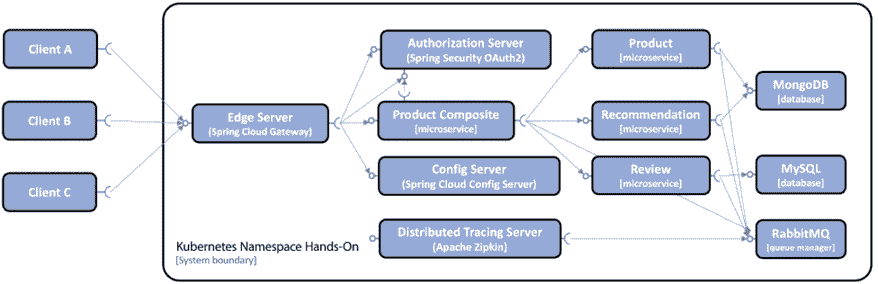 Client A
Client B
Client C
Edge Server
(Spring Cloud Gateway)
Authorization Server
(Spring Security OAuth2)
Product Composite
[microservice]
Config Server
(Spring Cloud Config Server)
Distributed Tracing Server
(Apache Zipkin)
Product
[microservice]
Recommendation
[microservice]
Review
[microservice]
MongoDB
[database]
MySQL
[database]
RabbitMQ
[queue manager]
Kubernetes Namespace Hands-On
[System boundary]